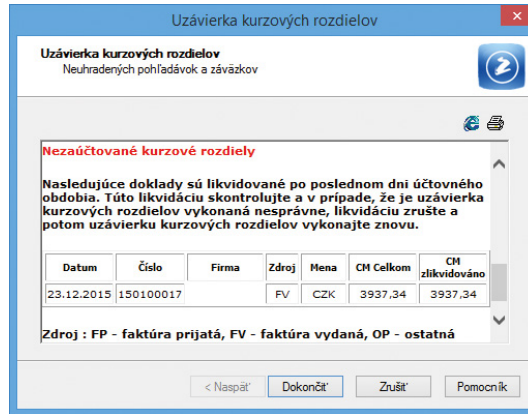 Uzávierka kurzových rozdielov
Uzávierka kurzových rozdielov
Neuhradených pohľadávok a záväzkov
Nezaúčtované kurzové rozdiely
Nasledujúce doklady sú likvidované po poslednom dni účtovného
obdobia. Túto likvidáciu skontrolujte a v prípade, že je uzávierka
kurzových rozdielov vykonaná nesprávne, likvidáciu zrušte a
potom uzávierku kurzových rozdielov vykonajte znovu.
Datum Číslo Firma Zdroj Mena CM Celkom CM zlikvidováno
23.12.2015 150100017 FV CZK 3937,34 3937,34
Zdroj : FP - faktúra prijatá, FV - faktúra vydaná, OP - ostatná
< Naspäť Dokončiť Zrušiť Pomocník